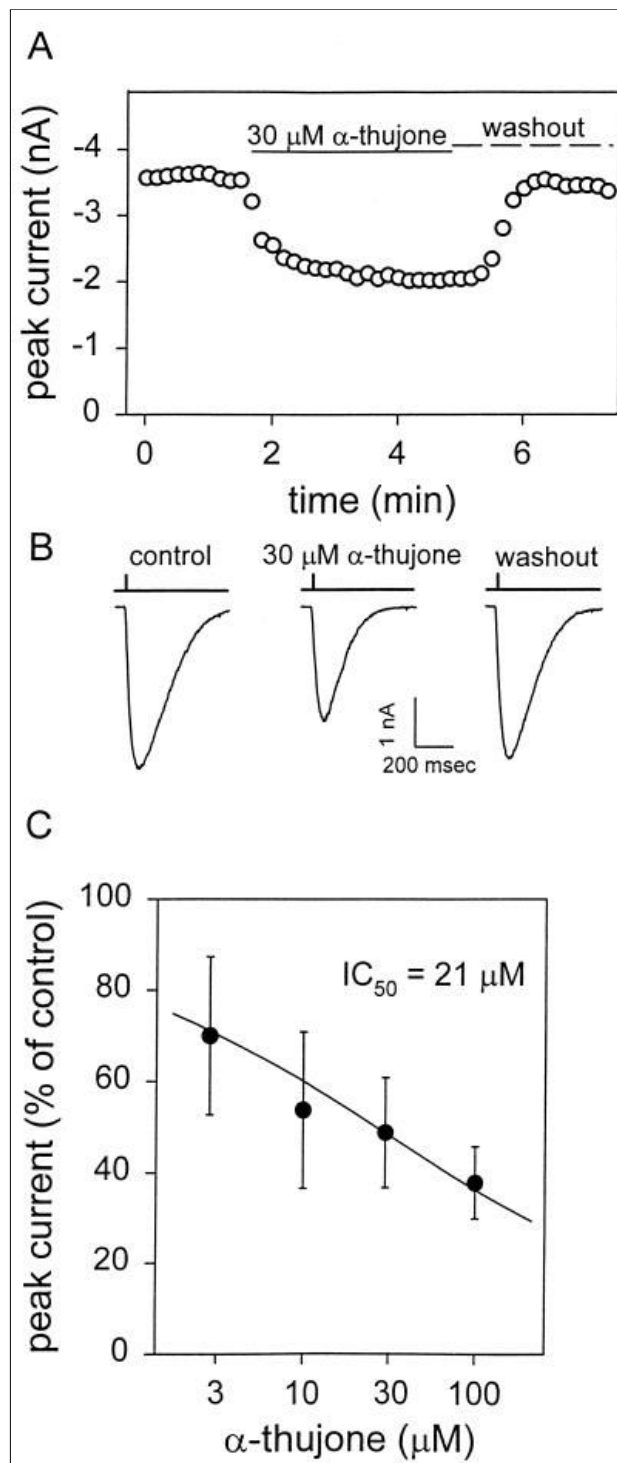 A
peak current (nA)
-4
-3
-2
-1
0
30 μM α-thujone
washout
0 2 4 6
time (min)
B
control 30 μM α-thujone washout
1 nA
200 msec
C
peak current (% of control)
100
80
60
40
20
0
IC₅₀ = 21 μM
3 10 30 100
α-thujone (μM)